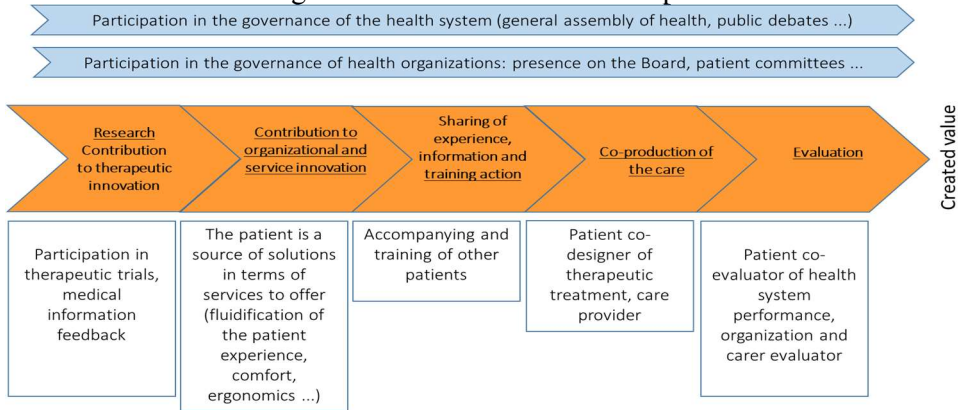 Participation in the governance of the health system (general assembly of health, public debates ...)
Participation in the governance of health organizations: presence on the Board, patient committees ...
Research
Contribution
to therapeutic
innovation
Contribution to
organizational and
service innovation
Sharing of
experience,
information and
training action
Co-production of
the care
Evaluation
Created value
Participation in
therapeutic trials,
medical
information
feedback
The patient is a
source of solutions
in terms of
services to offer
(fluidification of
the patient
experience,
comfort,
ergonomics ...)
Accompanying and
training of other
patients
Patient co-
designer of
therapeutic
treatment, care
provider
Patient co-
evaluator of health
system
performance,
organization and
carer evaluator